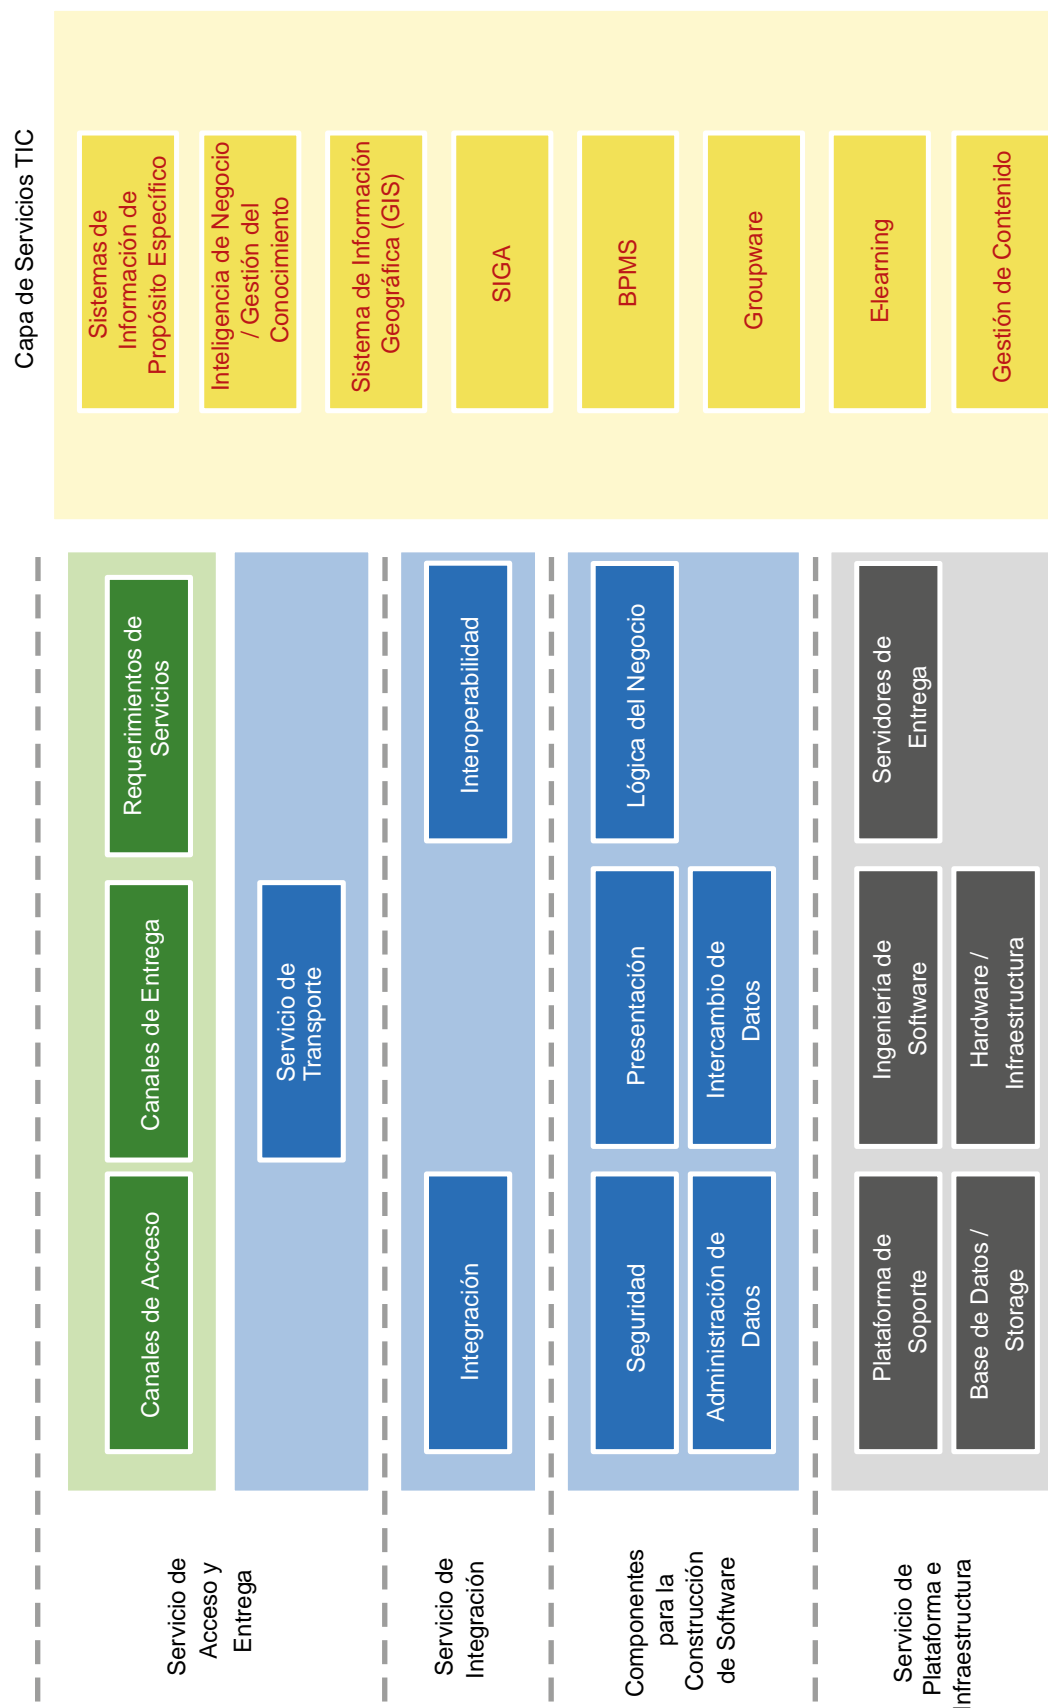 Servicio de
Acceso y
Entrega
Canales de Acceso
Canales de Entrega
Requerimientos de
Servicios
Servicio de
Transporte
Servicio de
Integración
Integración
Interoperabilidad
Componentes
para la
Construcción
de Software
Seguridad
Presentación
Lógica del Negocio
Administración de
Datos
Intercambio de
Datos
Servicio de
Plataforma e
Infraestructura
Plataforma de
Soporte
Ingeniería de
Software
Servidores de
Entrega
Base de Datos /
Storage
Hardware /
Infraestructura
Capa de Servicios TIC
Sistemas de
Información de
Propósito Específico
Inteligencia de Negocio
/ Gestión del
Conocimiento
Sistema de Información
Geográfica (GIS)
SIGA
BPMS
Groupware
E-learning
Gestión de Contenido